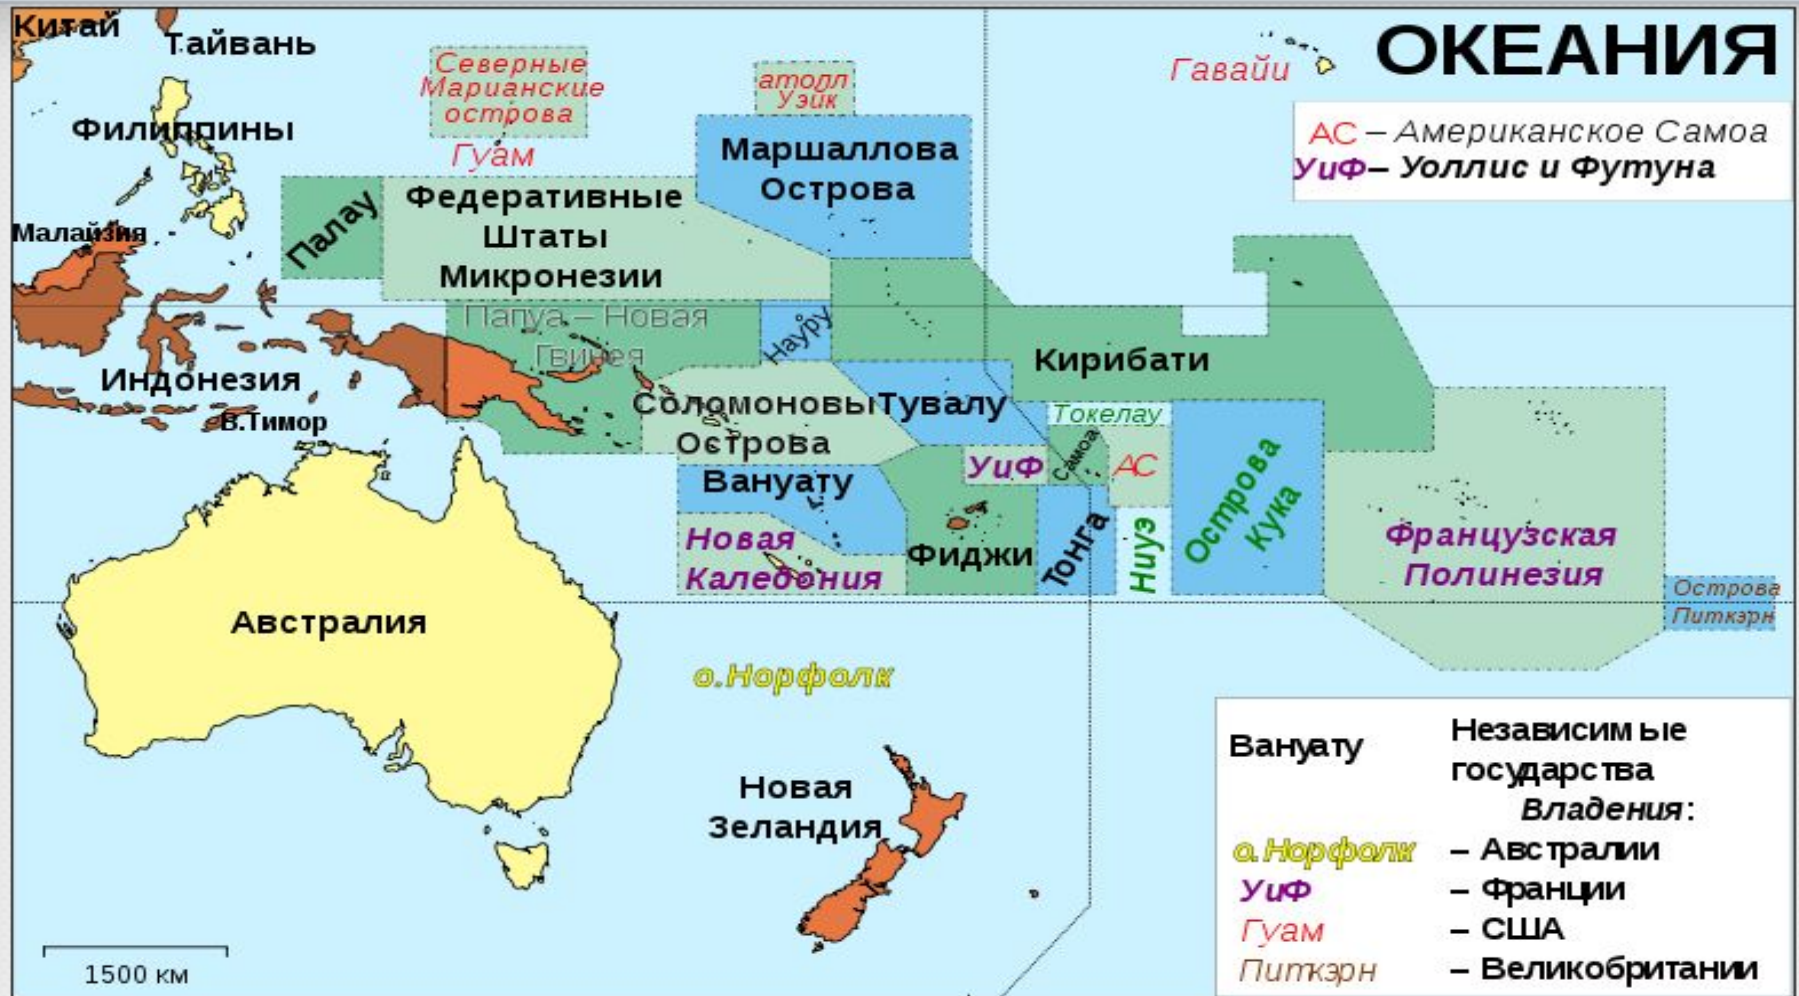 Китай
Тайвань
ОКЕАНИЯ
Северные
Марианские
острова
атолл
Уэйк
Гавайи
АС – Американское Самоа
УиФ– Уоллис и Футуна
Филиппины
Гуам
Маршаллова
Острова
Палау
Федеративные
Штаты
Микронезии
Малайзия
Папуа – Новая
Гвинея
Науру
Кирибати
Индонезия
В.Тимор
Соломоновы
Острова
Тувалу
Токелау
Самоа
УиФ
АС
Вануату
Острова
Кука
Новая
Каледония
Фиджи
Тонга
Ниуэ
Французская
Полинезия
Острова
Питкэрн
Австралия
о.Норфолк
Новая
Зеландия
1500 км
Вануату
Независимые
государства
Владения:
о.Норфолк – Австралии
УиФ – Франции
Гуам – США
Питкэрн – Великобритании